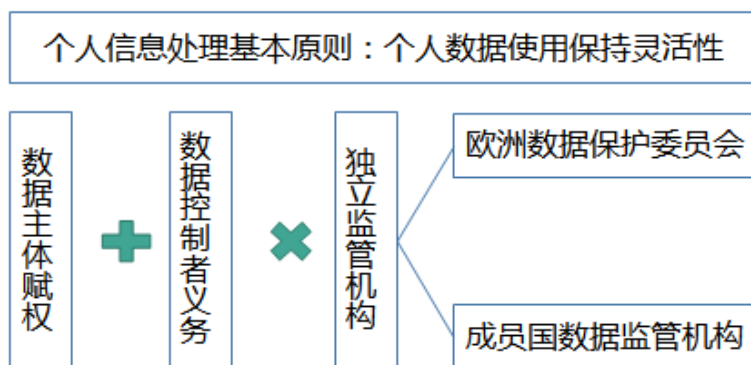 个人信息处理基本原则：个人数据使用保持灵活性
数据主体赋权
数据控制者义务
独立监管机构
欧洲数据保护委员会
成员国数据监管机构